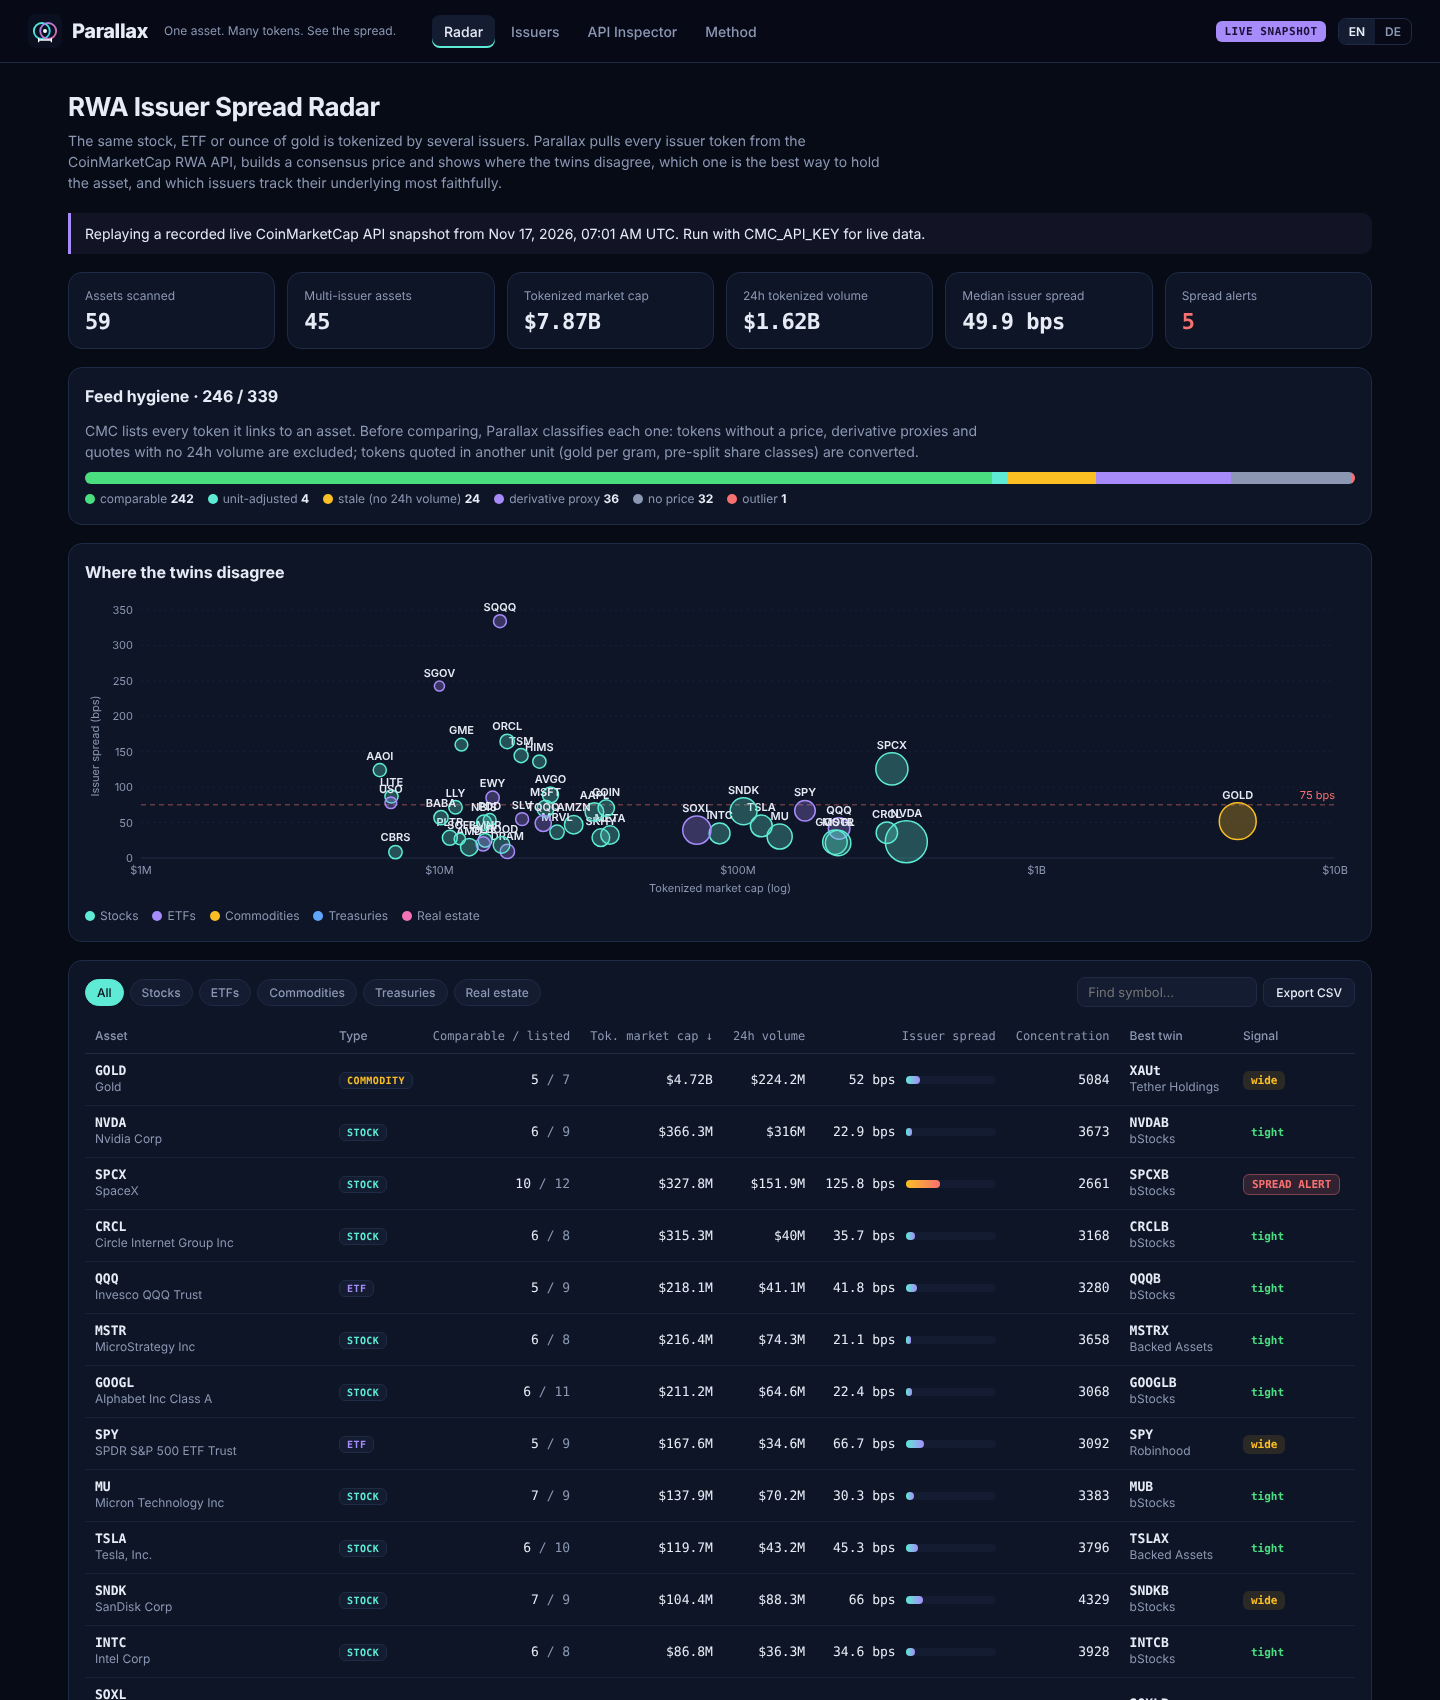 Parallax
One asset. Many tokens. See the spread.
Radar
Issuers
API Inspector
Method
LIVE SNAPSHOT
EN
DE
RWA Issuer Spread Radar
The same stock, ETF or ounce of gold is tokenized by several issuers. Parallax pulls every issuer token from the
CoinMarketCap RWA API, builds a consensus price and shows where the twins disagree, which one is the best way to hold
the asset, and which issuers track their underlying most faithfully.
Replaying a recorded live CoinMarketCap API snapshot from Nov 17, 2026, 07:01 AM UTC. Run with CMC_API_KEY for live data.
Assets scanned
59
Multi-issuer assets
45
Tokenized market cap
$7.87B
24h tokenized volume
$1.62B
Median issuer spread
49.9 bps
Spread alerts
5
Feed hygiene · 246 / 339
CMC lists every token it links to an asset. Before comparing, Parallax classifies each one: tokens without a price, derivative proxies and
quotes with no 24h volume are excluded; tokens quoted in another unit (gold per gram, pre-split share classes) are converted.
comparable 242
unit-adjusted 4
stale (no 24h volume) 24
derivative proxy 36
no price 32
outlier 1
Where the twins disagree
Issuer spread (bps)
350
300
250
200
150
100
50
0
SQQQ
SGOV
GME
ORCL
TSM
HIMS
AAOI
LITE
USO
EWY
AVGO
LLY
MSFT
AAPL
COIN
BABA
SLV
TQQQ
AMZN
MRVL
META
PLTR
DRAM
CBRS
SPCX
SNDK
SPY
SOXL
INTC
TSLA
MU
QQQ
CRCL
NVDA
GOLD
75 bps
$1M
$10M
$100M
$1B
$10B
Tokenized market cap (log)
Stocks
ETFs
Commodities
Treasuries
Real estate
All
Stocks
ETFs
Commodities
Treasuries
Real estate
Find symbol...
Export CSV
Asset Type Comparable / listed Tok. market cap ↓ 24h volume Issuer spread Concentration Best twin Signal
GOLD COMMODITY 5 / 7 $4.72B $224.2M 52 bps 5084 XAUt wide
Gold Tether Holdings
NVDA STOCK 6 / 9 $366.3M $316M 22.9 bps 3673 NVDAB tight
Nvidia Corp bStocks
SPCX STOCK 10 / 12 $327.8M $151.9M 125.8 bps 2661 SPCXB SPREAD ALERT
SpaceX bStocks
CRCL STOCK 6 / 8 $315.3M $40M 35.7 bps 3168 CRCLB tight
Circle Internet Group Inc bStocks
QQQ ETF 5 / 9 $218.1M $41.1M 41.8 bps 3280 QQQB tight
Invesco QQQ Trust bStocks
MSTR STOCK 6 / 8 $216.4M $74.3M 21.1 bps 3658 MSTRX tight
MicroStrategy Inc Backed Assets
GOOGL STOCK 6 / 11 $211.2M $64.6M 22.4 bps 3068 GOOGLB tight
Alphabet Inc Class A bStocks
SPY ETF 5 / 9 $167.6M $34.6M 66.7 bps 3092 SPY wide
SPDR S&P 500 ETF Trust Robinhood
MU STOCK 7 / 9 $137.9M $70.2M 30.3 bps 3383 MUB tight
Micron Technology Inc bStocks
TSLA STOCK 6 / 10 $119.7M $43.2M 45.3 bps 3796 TSLAX tight
Tesla, Inc. Backed Assets
SNDK STOCK 7 / 9 $104.4M $88.3M 66 bps 4329 SNDKB wide
SanDisk Corp bStocks
INTC STOCK 6 / 8 $86.8M $36.3M 34.6 bps 3928 INTCB tight
Intel Corp bStocks
SOXL